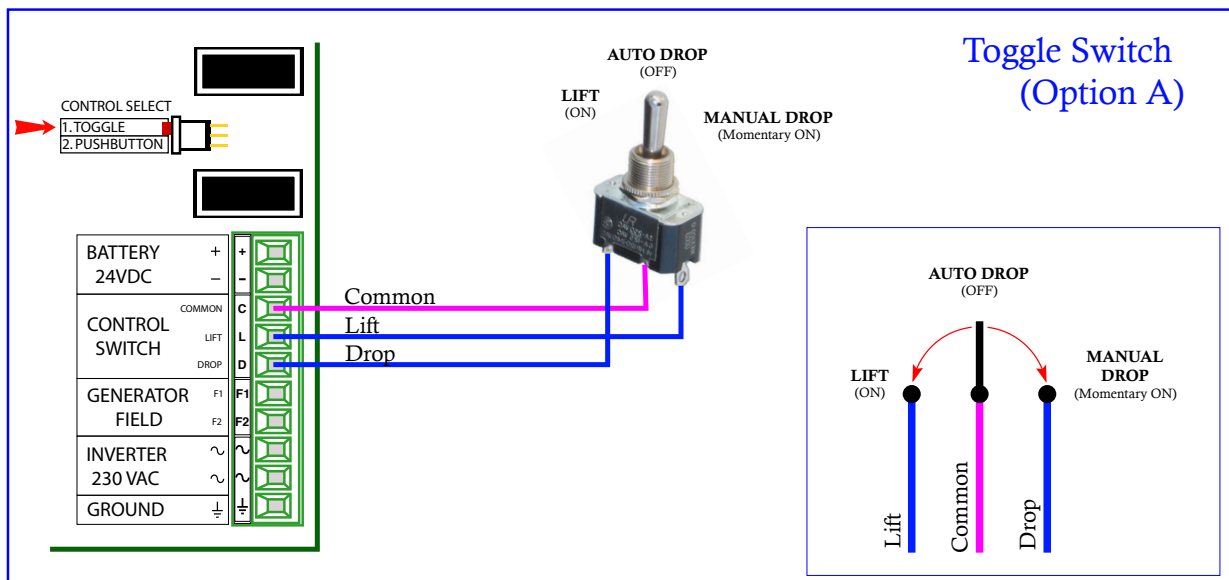 Toggle Switch
(Option A)
AUTO DROP
(OFF)
LIFT
(ON)
MANUAL DROP
(Momentary ON)
CONTROL SELECT
1. TOGGLE
2. PUSHBUTTON
BATTERY + +
24VDC − -
CONTROL SWITCH
COMMON C
LIFT L
DROP D
GENERATOR F1 F1
FIELD F2 F2
INVERTER ~ ~
230 VAC ~ ~
GROUND ⏚ ⏚
Common
Lift
Drop
AUTO DROP
(OFF)
LIFT
(ON)
MANUAL
DROP
(Momentary ON)
Lift
Common
Drop